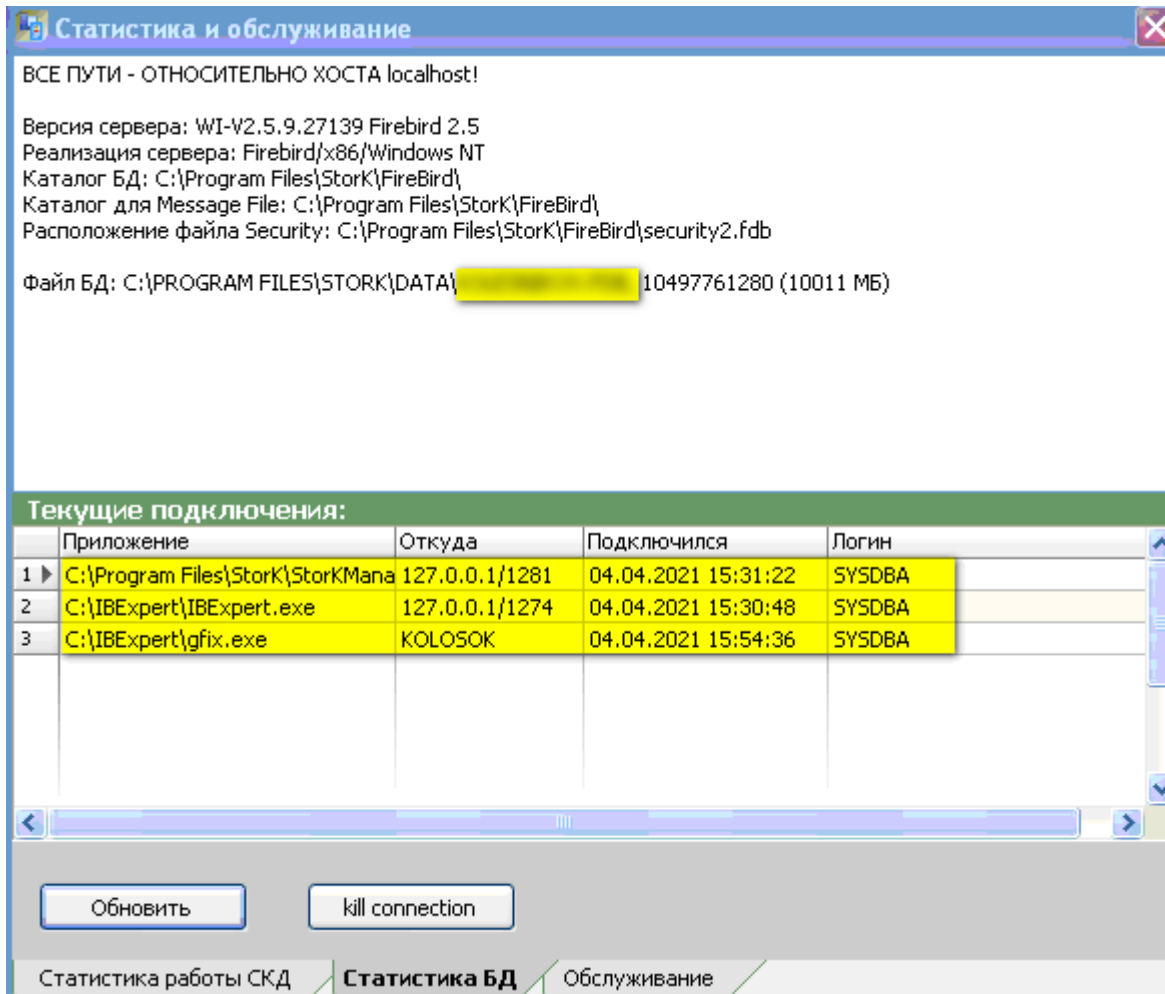 Статистика и обслуживание
ВСЕ ПУТИ - ОТНОСИТЕЛЬНО ХОСТА localhost!
Версия сервера: WI-V2.5.9.27139 Firebird 2.5
Реализация сервера: Firebird/x86/Windows NT
Каталог БД: C:\Program Files\StorK\FireBird\
Каталог для Message File: C:\Program Files\StorK\FireBird\
Расположение файла Security: C:\Program Files\StorK\FireBird\security2.fdb
Файл БД: C:\PROGRAM FILES\STORK\DATA\ 10497761280 (10011 МБ)
Текущие подключения:
Приложение Откуда Подключился Логин
1 C:\Program Files\StorK\StorKMana 127.0.0.1/1281 04.04.2021 15:31:22 SYSDBA
2 C:\IBExpert\IBExpert.exe 127.0.0.1/1274 04.04.2021 15:30:48 SYSDBA
3 C:\IBExpert\gfix.exe KOLOSOK 04.04.2021 15:54:36 SYSDBA
Обновить kill connection
Статистика работы СКД Статистика БД Обслуживание